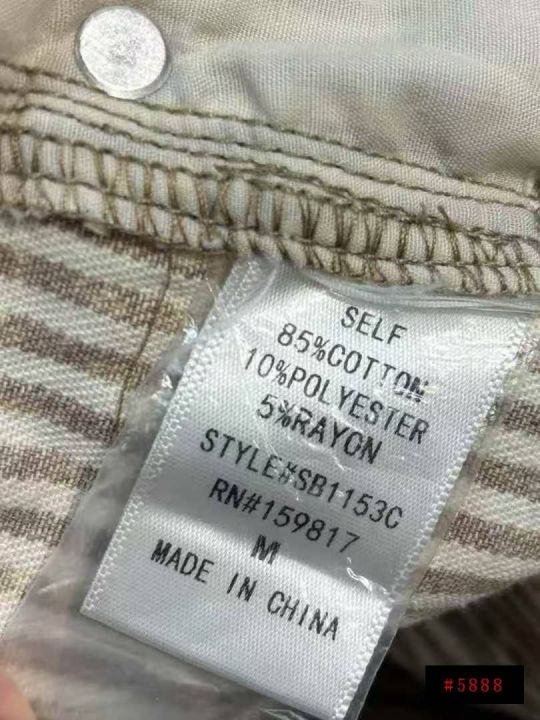 SELF
85%COTTON
10%POLYESTER
5%RAYON
STYLE#SB1153C
RN#159817
M
MADE IN CHINA
#5888